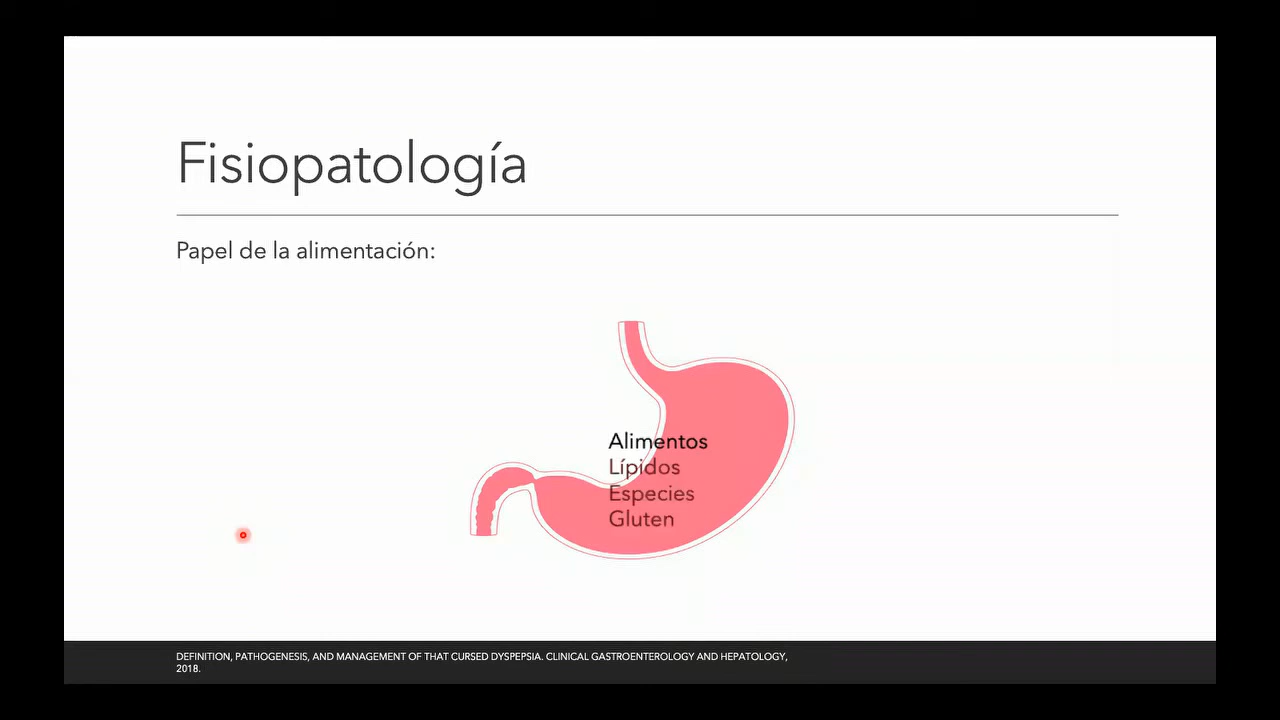 Fisiopatología
Papel de la alimentación:
Alimentos
Lípidos
Especies
Gluten
DEFINITION, PATHOGENESIS, AND MANAGEMENT OF THAT CURSED DYSPEPSIA. CLINICAL GASTROENTEROLOGY AND HEPATOLOGY,
2018.